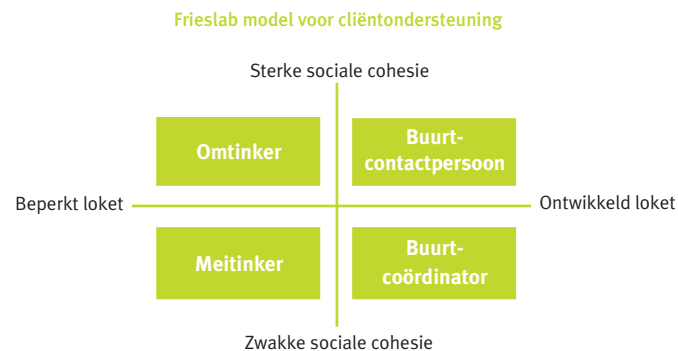 Frieslab model voor cliëntondersteuning
Sterke sociale cohesie
Omtinker
Buurt-
contactpersoon
Beperkt loket
Ontwikkeld loket
Meitinker
Buurt-
coördinator
Zwakke sociale cohesie